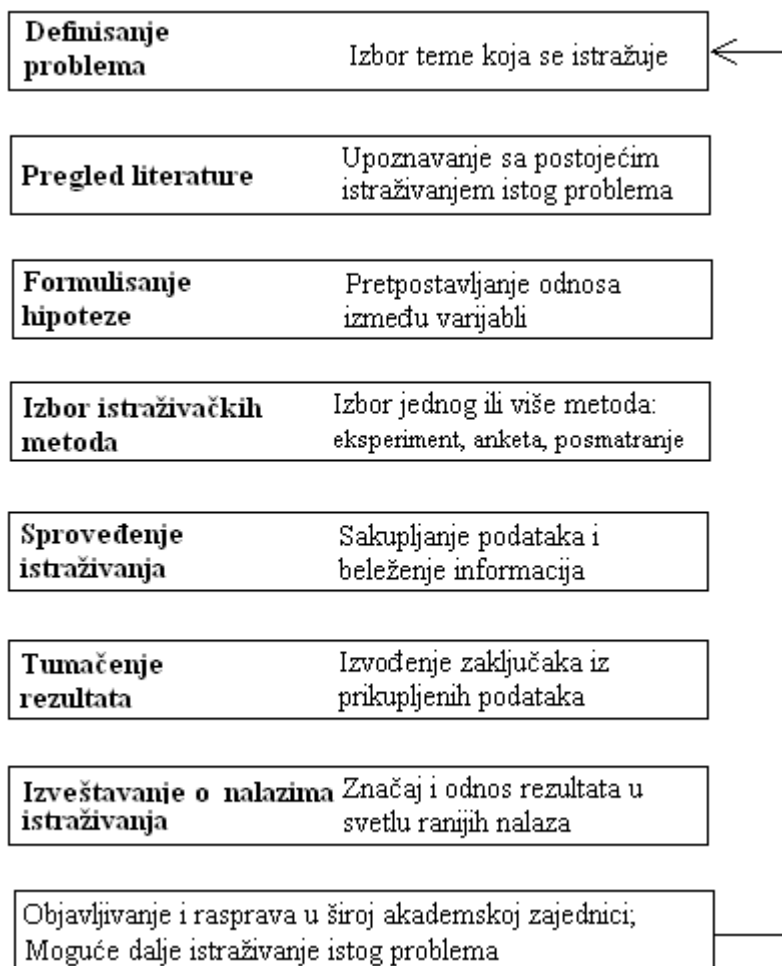 Definisanje
problema
Izbor teme koja se istražuje
Pregled literature
Upoznavanje sa postojećim
istraživanjem istog problema
Formulisanje
hipoteze
Pretpostavljanje odnosa
između varijabli
Izbor istraživačkih
metoda
Izbor jednog ili više metoda:
eksperiment, anketa, posmatranje
Sprovođenje
istraživanja
Sakupljanje podataka i
beleženje informacija
Tumačenje
rezultata
Izvođenje zaključaka iz
prikupljenih podataka
Izveštavanje o nalazima
istraživanja
Značaj i odnos rezultata u
svetlu ranijih nalaza
Objavljivanje i rasprava u široj akademskoj zajednici;
Moguće dalje istraživanje istog problema